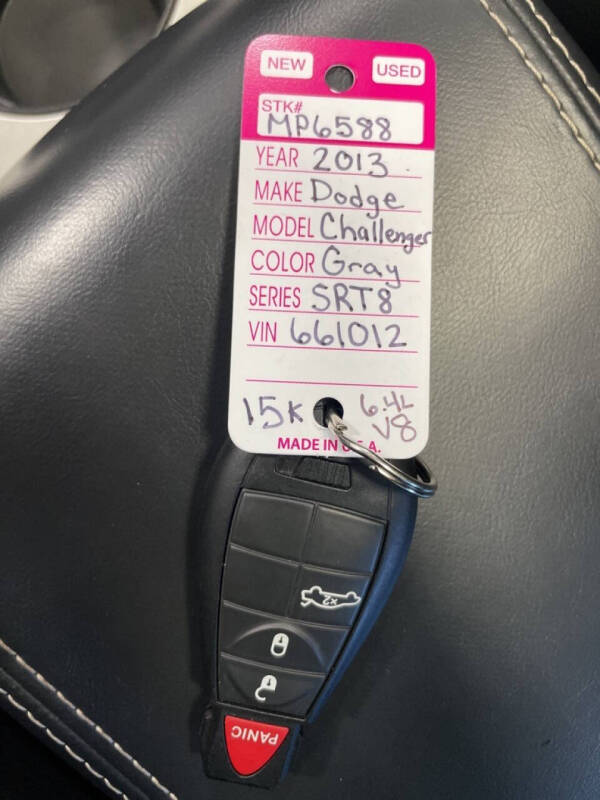 NEW USED
STK#
MP6588
YEAR 2013
MAKE Dodge
MODEL Challenger
COLOR Gray
SERIES SRT8
VIN 661012
15K 6.4L
V8
MADE IN U.S.A.
x2
PANIC